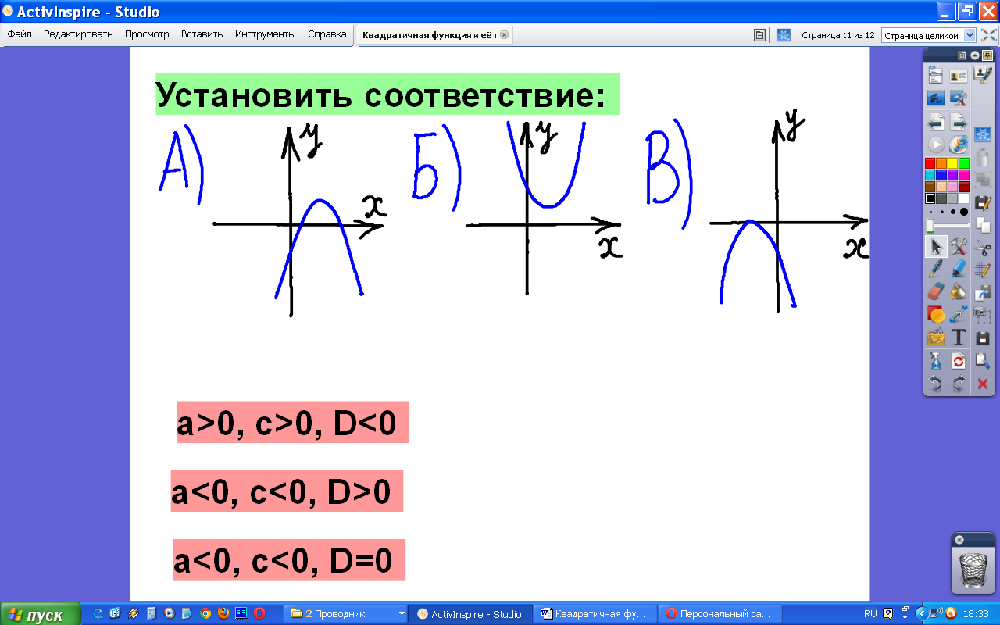 ActivInspire - Studio
Файл Редактировать Просмотр Вставить Инструменты Справка
Квадратичная функция и её
Страница 11 из 12
Страница целиком
Установить соответствие:
А) y x
Б) y x
В) y x
a>0, c>0, D<0
a<0, c<0, D>0
a<0, c<0, D=0
T
пуск
2 Проводник
ActivInspire - Studio
Квадратичная фу...
Персональный са...
RU
18:33